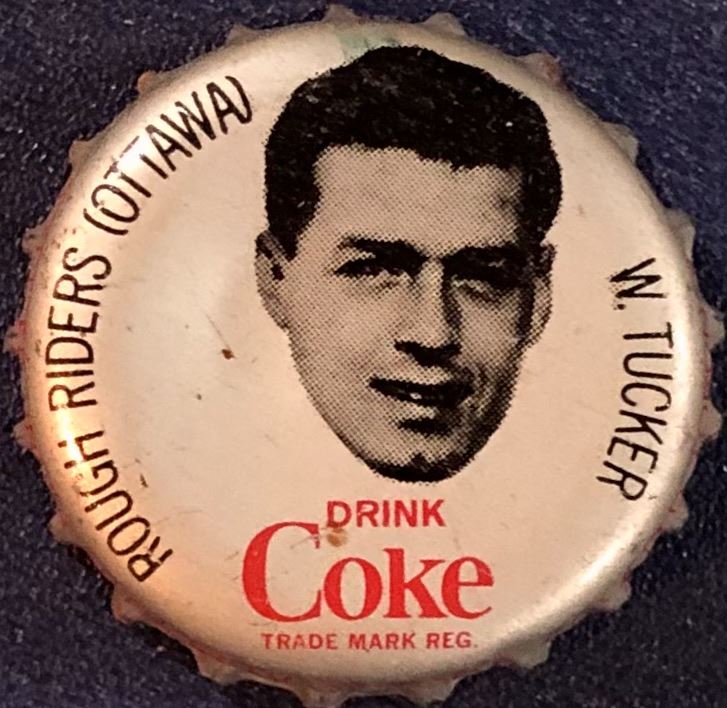 ROUGH RIDERS (OTTAWA)
W. TUCKER
DRINK
Coke
TRADE MARK REG.